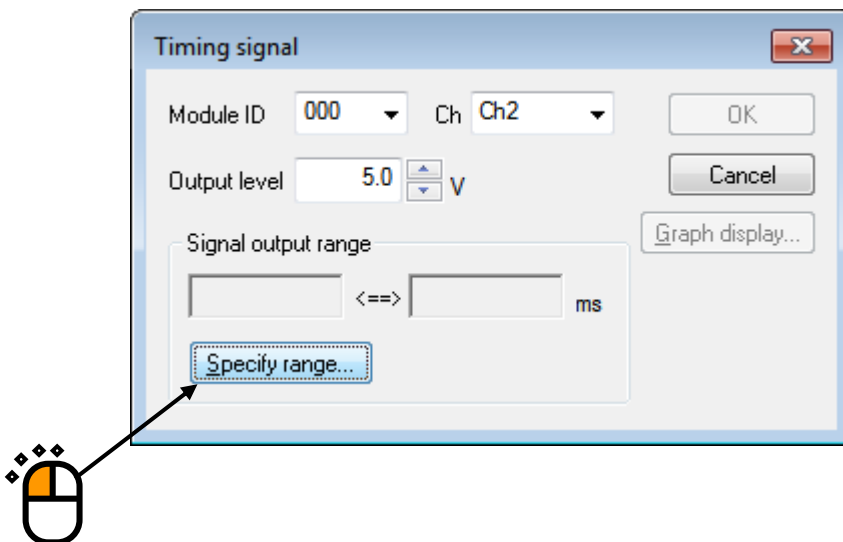 Timing signal
Module ID 000 Ch Ch2 OK
Output level 5.0 V Cancel
Graph display...
Signal output range
<==> ms
Specify range...